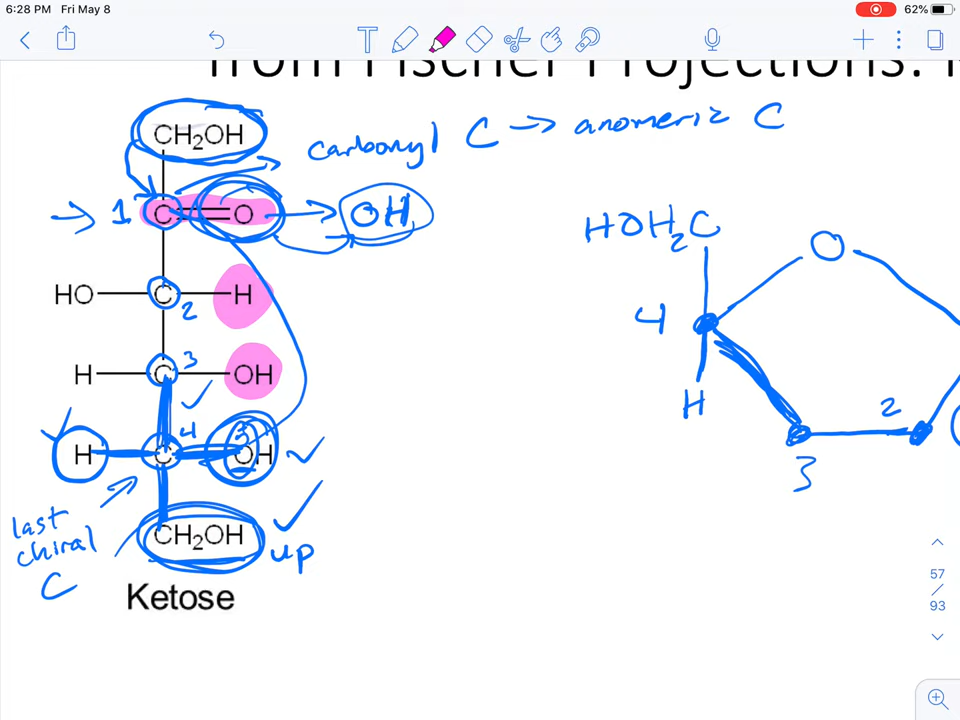 6:28 PM Fri May 8
62%
T
from Fischer Projections:
CH2OH
carbonyl C → anomeric C
1 C = O → OH
HO C H
2
H C OH
3
H C OH
4
CH2OH
up
last
chiral
C
Ketose
HOH2C
O
4
H
2
3
57
/
93